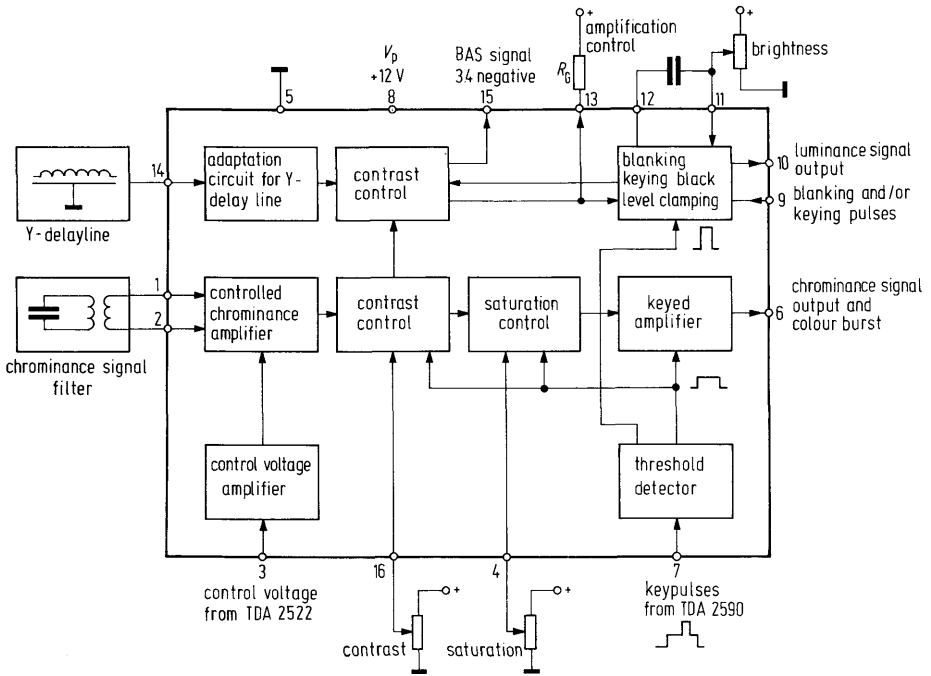 +
amplification
control
+
brightness
V_P
+12 V
BAS signal
3.4 negative
R_G
5
8
15
13
12
11
14
adaptation
circuit for Y-
delay line
contrast
control
blanking
keying black
level clamping
10
luminance signal
output
9
blanking and/or
keying pulses
Y-delayline
1
2
controlled
chrominance
amplifier
contrast
control
saturation
control
keyed
amplifier
6
chrominance signal
output and
colour burst
chrominance signal
filter
control voltage
amplifier
threshold
detector
3
16
4
7
control voltage
from TDA 2522
+
contrast
+
saturation
keypulses
from TDA 2590